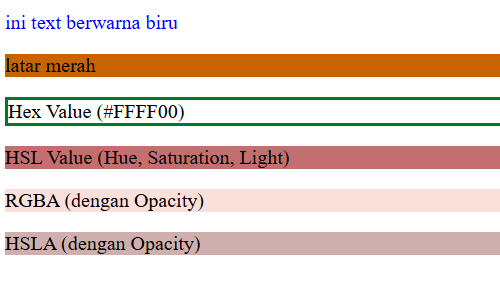 ini text berwarna biru
latar merah
Hex Value (#FFFF00)
HSL Value (Hue, Saturation, Light)
RGBA (dengan Opacity)
HSLA (dengan Opacity)